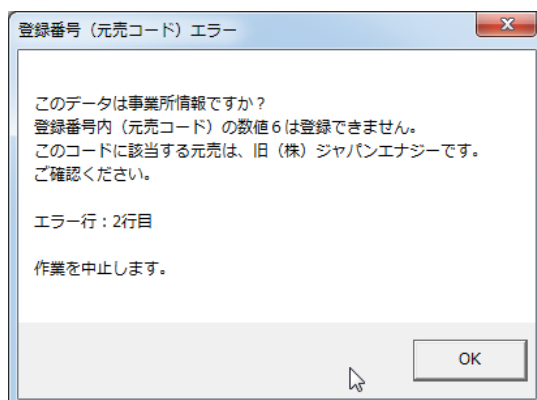 登録番号（元売コード）エラー
このデータは事業所情報ですか？
登録番号内（元売コード）の数値６は登録できません。
このコードに該当する元売は、旧（株）ジャパンエナジーです。
ご確認ください。
エラー行：2行目
作業を中止します。
OK